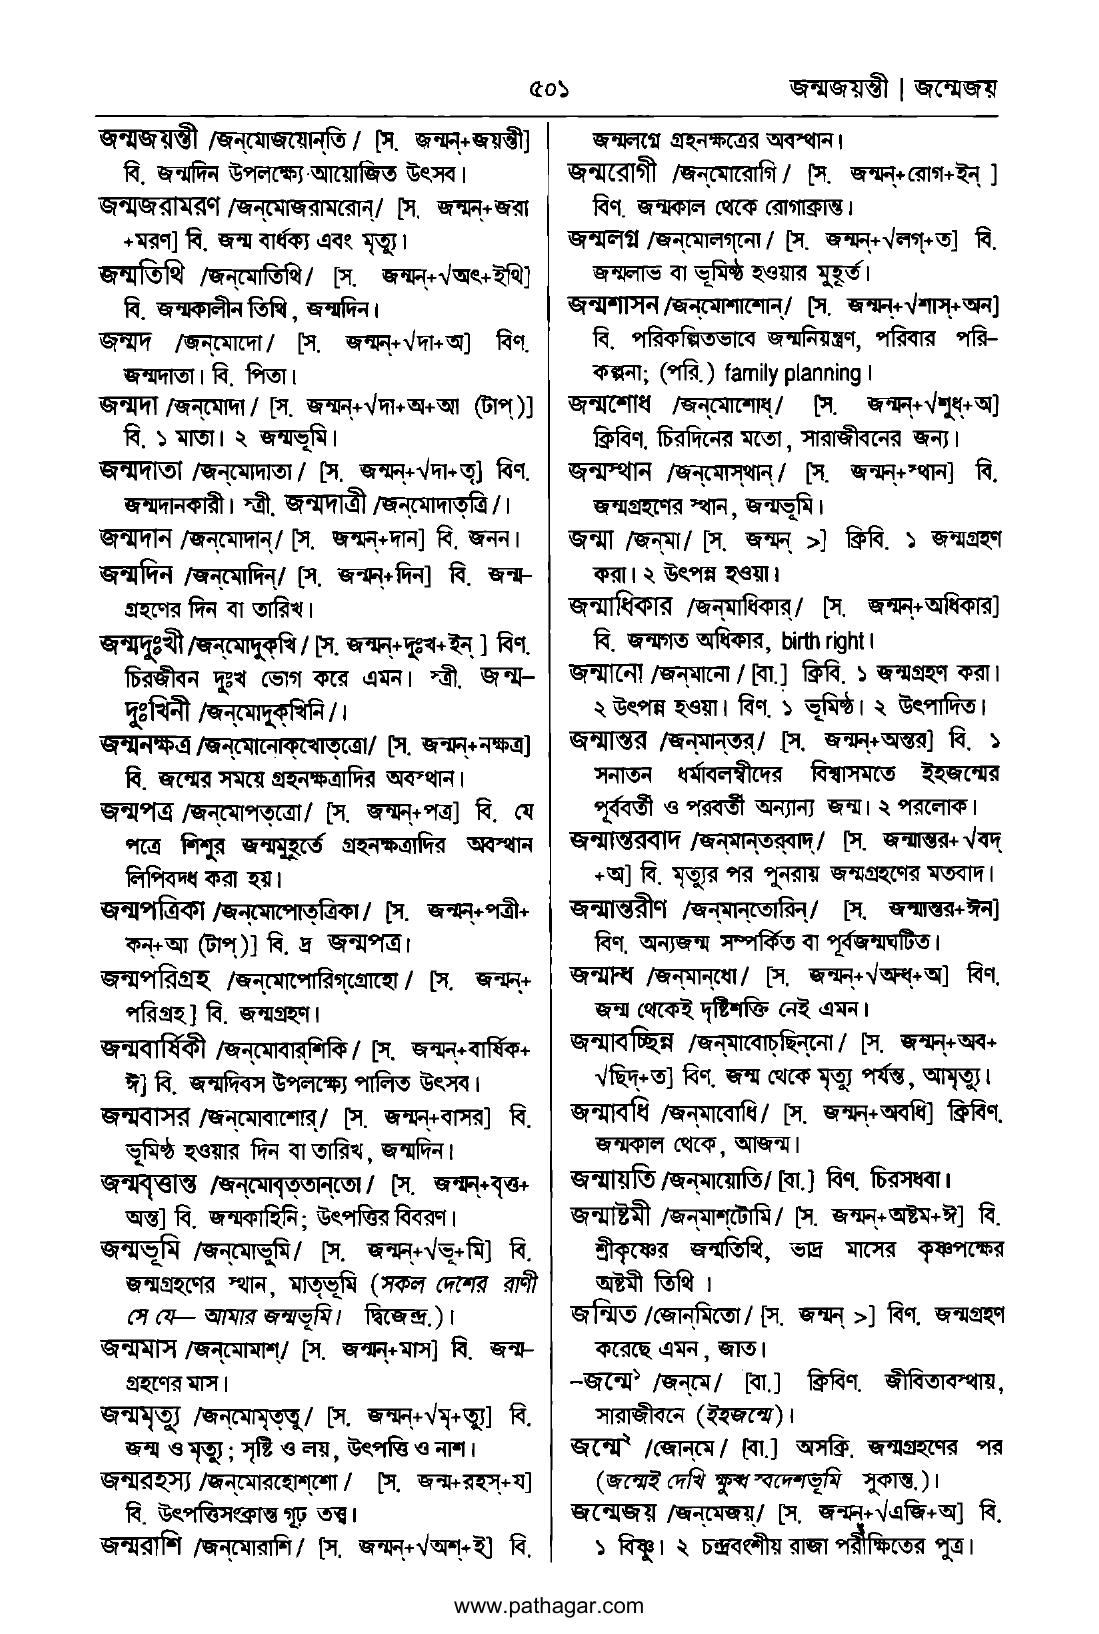 ৫০১
জন্মজয়ন্তী | জন্মেজয়
জন্মজয়ন্তী /জন্‌মোজয়োন্‌তি/ [স. জন্মন্‌+জয়ন্তী]
বি. জন্মদিন উপলক্ষ্যে আয়োজিত উৎসব।
জন্মজরামরণ /জন্‌মোজরামরোন্‌/ [স. জন্মন্‌+জরা
+মরণ] বি. জন্ম বার্ধক্য এবং মৃত্যু।
জন্মতিথি /জন্‌মোতিথি/ [স. জন্মন্‌+√অৎ+ইথি]
বি. জন্মকালীন তিথি, জন্মদিন।
জন্মদ /জন্‌মোদো/ [স. জন্মন্‌+√দা+অ] বিণ.
জন্মদাতা। বি. পিতা।
জন্মদা /জন্‌মোদা/ [স. জন্মন্‌+√দা+অ+আ (টাপ্‌)]
বি. ১ মাতা। ২ জন্মভূমি।
জন্মদাতা /জন্‌মোদাতা/ [স. জন্মন্‌+√দা+তৃ] বিণ.
জন্মদানকারী। স্ত্রী. জন্মদাত্রী /জন্‌মোদাত্‌ত্রি/।
জন্মদান /জন্‌মোদান্‌/ [স. জন্মন্‌+দান] বি. জনন।
জন্মদিন /জন্‌মোদিন্‌/ [স. জন্মন্‌+দিন] বি. জন্ম–
গ্রহণের দিন বা তারিখ।
জন্মদুঃখী /জন্‌মোদুক্‌খি/ [স. জন্মন্‌+দুঃখ+ইন্‌ ] বিণ.
চিরজীবন দুঃখ ভোগ করে এমন। স্ত্রী. জন্ম–
দুঃখিনী /জন্‌মোদুক্‌খিনি/।
জন্মনক্ষত্র /জন্‌মোনোক্‌খোত্‌ত্রো/ [স. জন্মন্‌+নক্ষত্র]
বি. জন্মের সময়ে গ্রহনক্ষত্রাদির অবস্থান।
জন্মপত্র /জন্‌মোপত্‌ত্রো/ [স. জন্মন্‌+পত্র] বি. যে
পত্রে শিশুর জন্মমুহূর্তে গ্রহনক্ষত্রাদির অবস্থান
লিপিবদ্ধ করা হয়।
জন্মপত্রিকা /জন্‌মোপোত্‌ত্রিকা/ [স. জন্মন্‌+পত্রী+
কন্‌+আ (টাপ্‌)] বি. দ্র জন্মপত্র।
জন্মপরিগ্রহ /জন্‌মোপোরিগ্‌গ্রোহো/ [স. জন্মন্‌+
পরিগ্রহ] বি. জন্মগ্রহণ।
জন্মবার্ষিকী /জন্‌মোবার্‌শিকি/ [স. জন্মন্‌+বার্ষিক+
ঈ] বি. জন্মদিবস উপলক্ষ্যে পালিত উৎসব।
জন্মবাসর /জন্‌মোবাশোর্‌/ [স. জন্মন্‌+বাসর] বি.
ভূমিষ্ঠ হওয়ার দিন বা তারিখ, জন্মদিন।
জন্মবৃত্তান্ত /জন্‌মোবৃত্‌তান্‌তো/ [স. জন্মন্‌+বৃত্ত+
অন্ত] বি. জন্মকাহিনি; উৎপত্তির বিবরণ।
জন্মভূমি /জন্‌মোভুমি/ [স. জন্মন্‌+√ভূ+মি] বি.
জন্মগ্রহণের স্থান, মাতৃভূমি (সকল দেশের রাণী
সে যে— আমার জন্মভূমি। দ্বিজেন্দ্র.)।
জন্মমাস /জন্‌মোমাশ্‌/ [স. জন্মন্‌+মাস] বি. জন্ম–
গ্রহণের মাস।
জন্মমৃত্যু /জন্‌মোমৃত্‌তু/ [স. জন্মন্‌+√মৃ+ত্যু] বি.
জন্ম ও মৃত্যু; সৃষ্টি ও লয়, উৎপত্তি ও নাশ।
জন্মরহস্য /জন্‌মোরহোশ্‌শো/ [স. জন্ম+রহস্‌+য]
বি. উৎপত্তিসংক্রান্ত গূঢ় তত্ত্ব।
জন্মরাশি /জন্‌মোরাশি/ [স. জন্মন্‌+√অশ্‌+ই] বি.
জন্মলগ্নে গ্রহনক্ষত্রের অবস্থান।
জন্মরোগী /জন্‌মোরোগি/ [স. জন্মন্‌+রোগ+ইন্‌ ]
বিণ. জন্মকাল থেকে রোগাক্রান্ত।
জন্মলগ্ন /জন্‌মোলগ্‌নো/ [স. জন্মন্‌+√লগ্‌+ত] বি.
জন্মলাভ বা ভূমিষ্ঠ হওয়ার মুহূর্ত।
জন্মশাসন /জন্‌মোশাশোন্‌/ [স. জন্মন্‌+√শাস্‌+অন]
বি. পরিকল্পিতভাবে জন্মনিয়ন্ত্রণ, পরিবার পরি–
কল্পনা; (পরি.) family planning।
জন্মশোধ /জন্‌মোশোধ্‌/ [স. জন্মন্‌+√শুধ্‌+অ]
ক্রিবিণ. চিরদিনের মতো, সারাজীবনের জন্য।
জন্মস্থান /জন্‌মোস্‌থান্‌/ [স. জন্মন্‌+স্থান] বি.
জন্মগ্রহণের স্থান, জন্মভূমি।
জন্মা /জন্‌মা/ [স. জন্মন্‌ >] ক্রিবি. ১ জন্মগ্রহণ
করা। ২ উৎপন্ন হওয়া।
জন্মাধিকার /জন্‌মাধিকার্‌/ [স. জন্মন্‌+অধিকার]
বি. জন্মগত অধিকার, birth right।
জন্মানো /জন্‌মানো/ [বা.] ক্রিবি. ১ জন্মগ্রহণ করা।
২ উৎপন্ন হওয়া। বিণ. ১ ভূমিষ্ঠ। ২ উৎপাদিত।
জন্মান্তর /জন্‌মান্‌তর্‌/ [স. জন্মন্‌+অন্তর] বি. ১
সনাতন ধর্মাবলম্বীদের বিশ্বাসমতে ইহজন্মের
পূর্ববর্তী ও পরবর্তী অন্যান্য জন্ম। ২ পরলোক।
জন্মান্তরবাদ /জন্‌মান্‌তর্‌বাদ্‌/ [স. জন্মান্তর+√বদ্‌
+অ] বি. মৃত্যুর পর পুনরায় জন্মগ্রহণের মতবাদ।
জন্মান্তরীণ /জন্‌মান্‌তোরিন্‌/ [স. জন্মান্তর+ঈন]
বিণ. অন্যজন্ম সম্পর্কিত বা পূর্বজন্মঘটিত।
জন্মান্ধ /জন্‌মান্‌ধো/ [স. জন্মন্‌+√অন্ধ্‌+অ] বিণ.
জন্ম থেকেই দৃষ্টিশক্তি নেই এমন।
জন্মাবচ্ছিন্ন /জন্‌মাবোচ্‌ছিন্‌নো/ [স. জন্মন্‌+অব+
√ছিদ্‌+ত] বিণ. জন্ম থেকে মৃত্যু পর্যন্ত, আমৃত্যু।
জন্মাবধি /জন্‌মাবোধি/ [স. জন্মন্‌+অবধি] ক্রিবিণ.
জন্মকাল থেকে, আজন্ম।
জন্মায়তি /জন্‌মায়োতি/ [বা.] বিণ. চিরসধবা।
জন্মাষ্টমী /জন্‌মাশ্‌টোমি/ [স. জন্মন্‌+অষ্টম+ঈ] বি.
শ্রীকৃষ্ণের জন্মতিথি, ভাদ্র মাসের কৃষ্ণপক্ষের
অষ্টমী তিথি ।
জন্মিত /জোন্‌মিতো/ [স. জন্মন্‌ >] বিণ. জন্মগ্রহণ
করেছে এমন, জাত।
–জন্মে১ /জন্‌মে/ [বা.] ক্রিবিণ. জীবিতাবস্থায়,
সারাজীবনে (ইহজন্মে)।
জন্মে২ /জোন্‌মে/ [বা.] অসক্রি. জন্মগ্রহণের পর
(জন্মেই দেখি ক্ষুব্ধ স্বদেশভূমি সুকান্ত.)।
জন্মেজয় /জন্‌মেজয়্‌/ [স. জন্মন্‌+√এজি+অ] বি.
১ বিষ্ণু। ২ চন্দ্রবংশীয় রাজা পরীক্ষিতের পুত্র।
www.pathagar.com